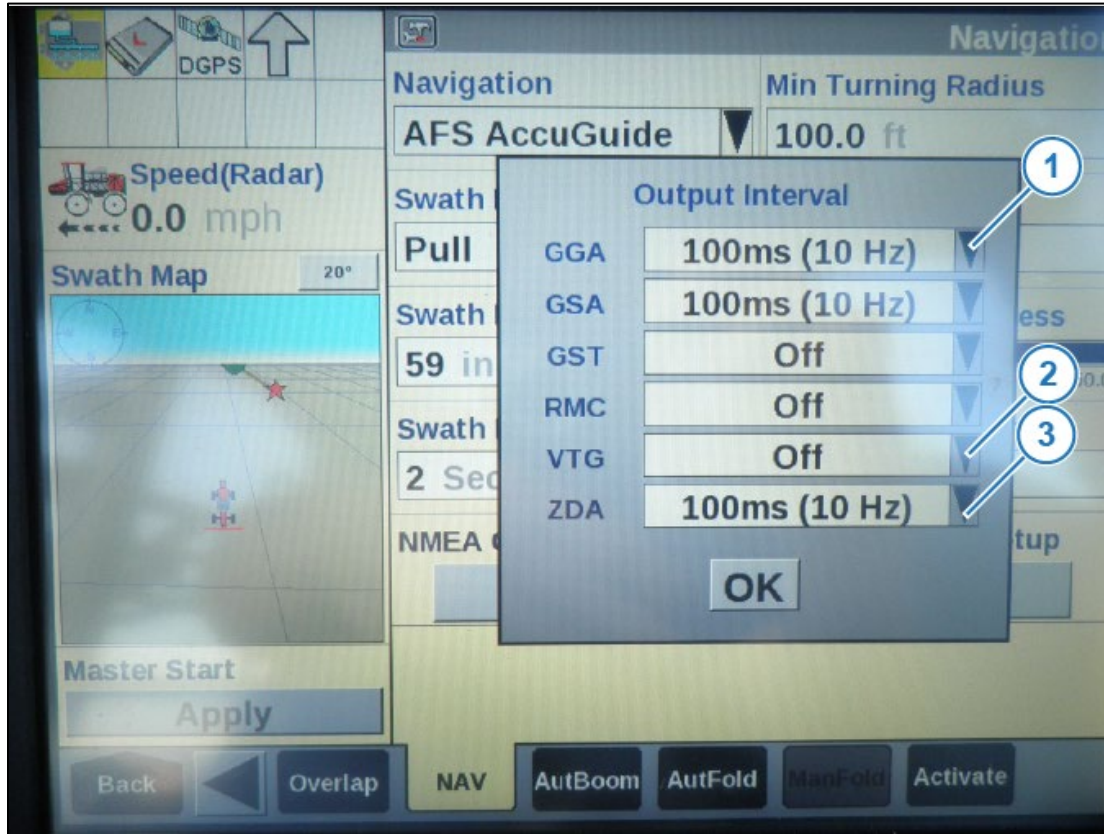 DGPS
Navigation
Navigation
Min Turning Radius
AFS AccuGuide
100.0 ft
Speed(Radar)
0.0 mph
Swath Map
20°
Swath
Pull
Swath
59 in
Swath
2 Sec
NMEA
ess
tup
Output Interval
GGA 100ms (10 Hz)
GSA 100ms (10 Hz)
GST Off
RMC Off
VTG Off
ZDA 100ms (10 Hz)
OK
1
2
3
Master Start
Apply
Back
Overlap
NAV
AutBoom
AutFold
ManFold
Activate